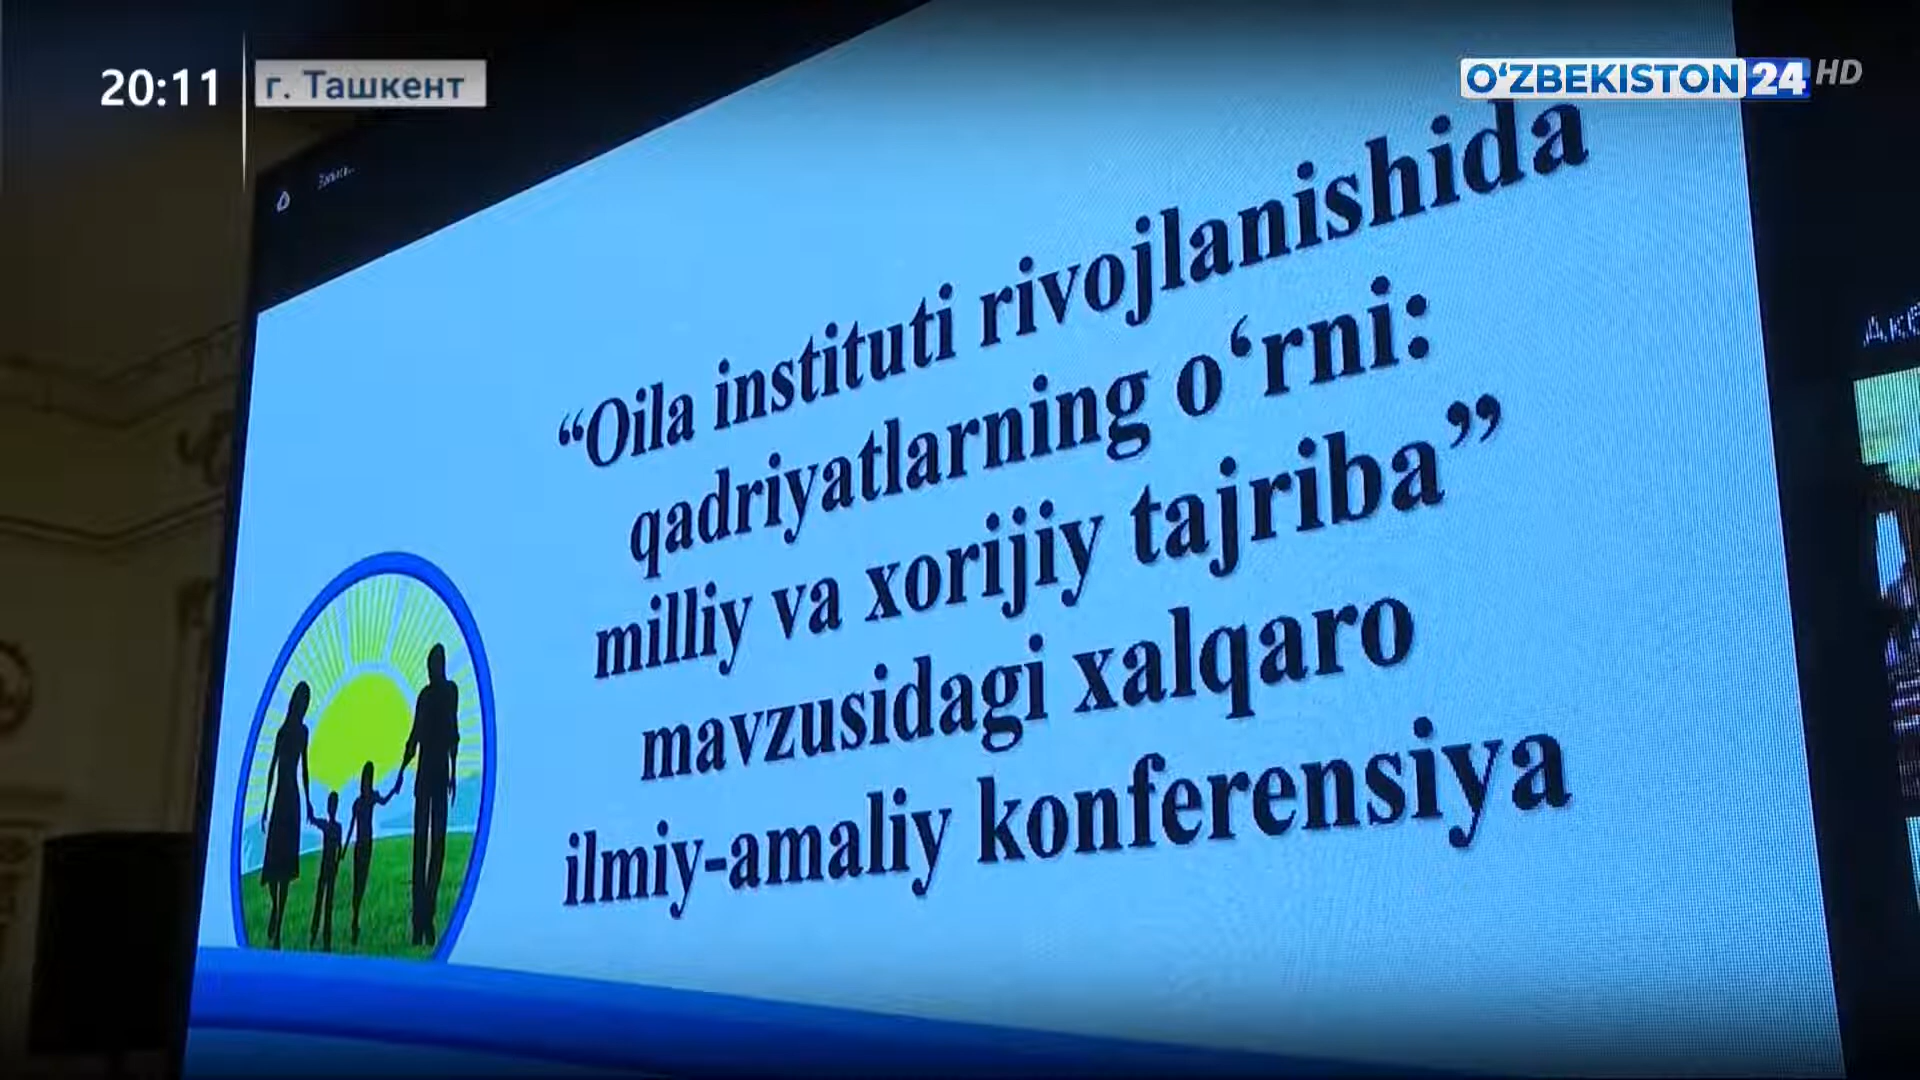 20:11
г. Ташкент
O‘ZBEKISTON 24 HD
“Oila instituti rivojlanishida
qadriyatlarning o‘rni:
milliy va xorijiy tajriba”
mavzusidagi xalqaro
ilmiy-amaliy konferensiya